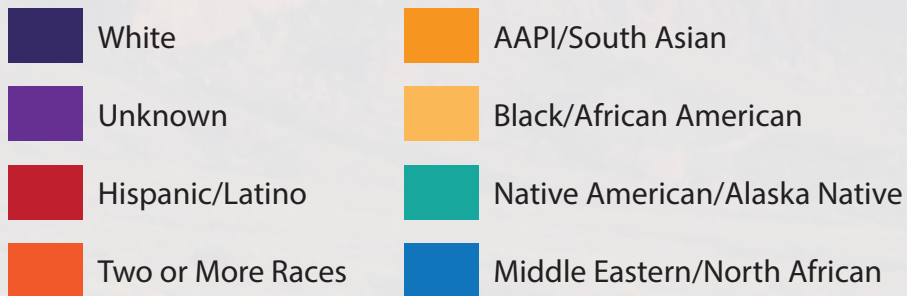 White
Unknown
Hispanic/Latino
Two or More Races
AAPI/South Asian
Black/African American
Native American/Alaska Native
Middle Eastern/North African